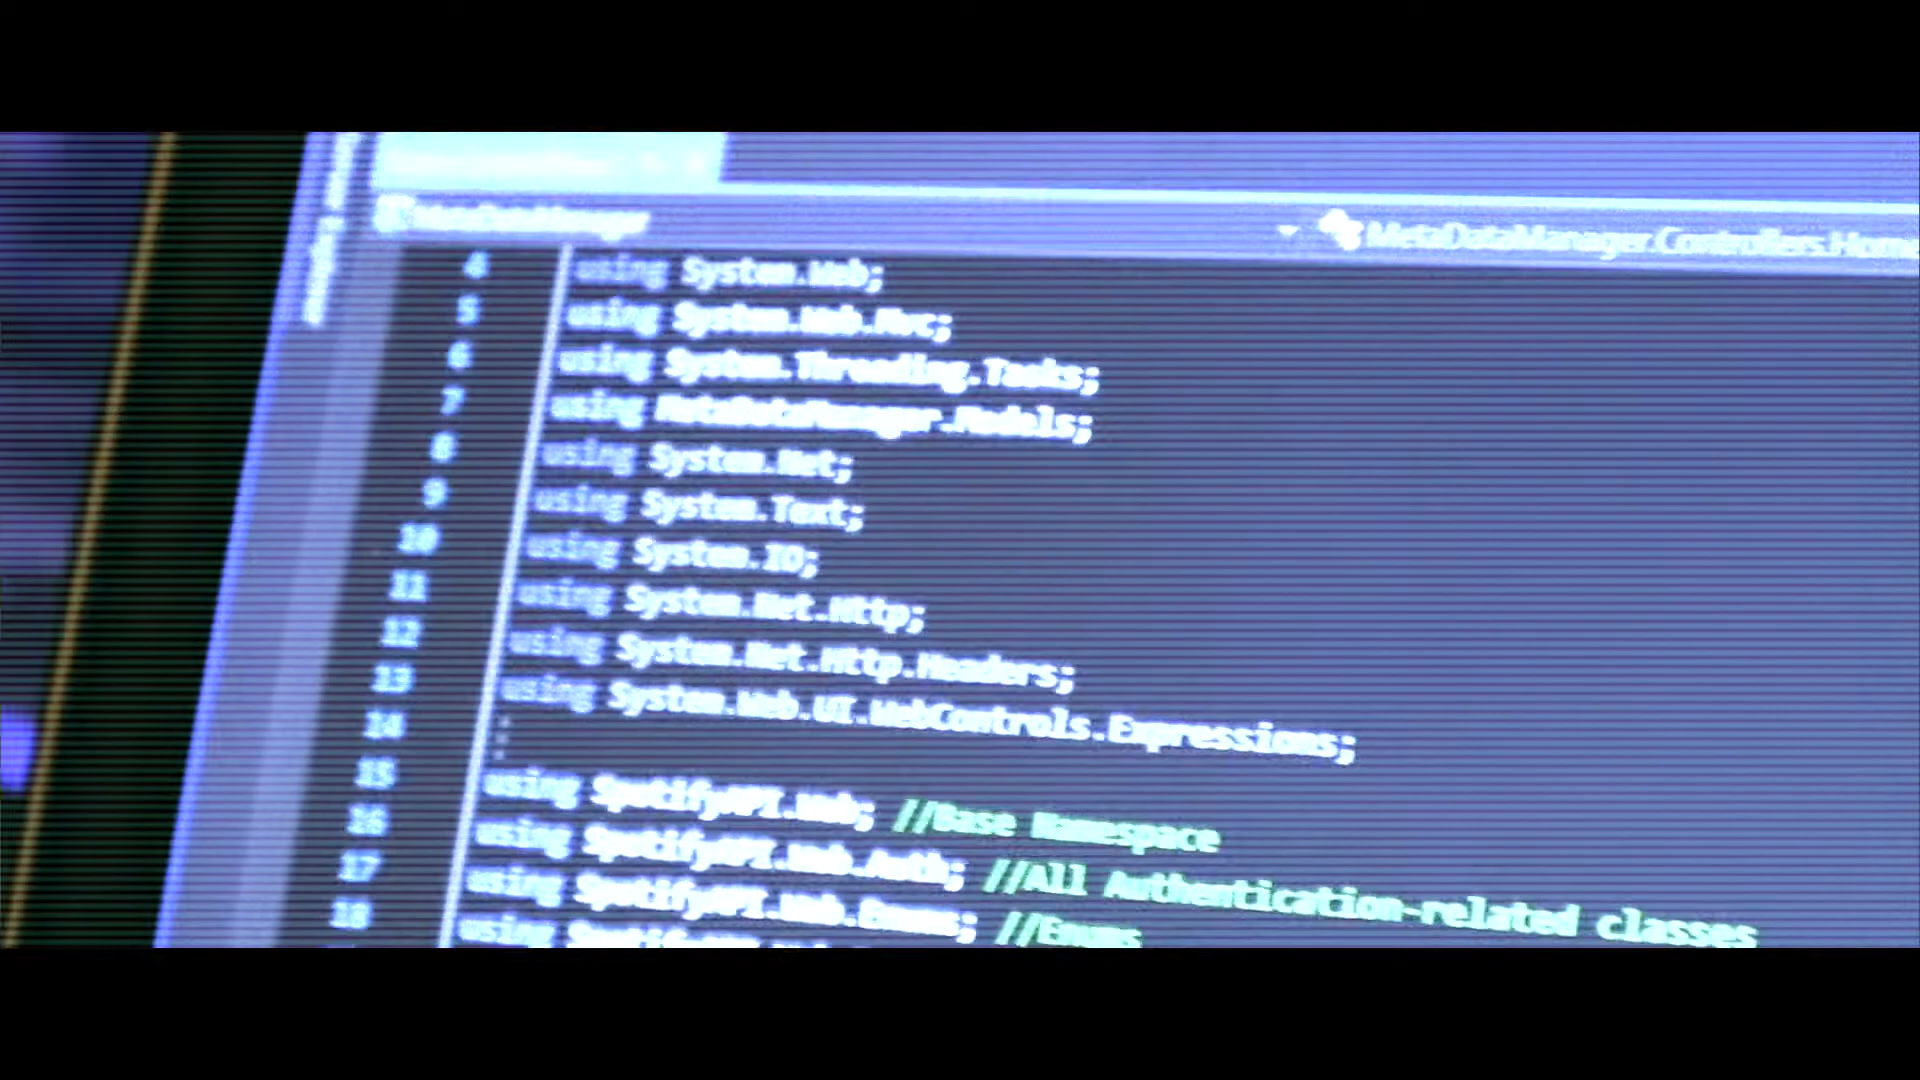 MetaDataManager
MetaDataManager.Controllers.Home
4 using System.Web;
5 using System.Web.Mvc;
6 using System.Threading.Tasks;
7 using MetaDataManager.Models;
8 using System.Net;
9 using System.Text;
10 using System.IO;
11 using System.Net.Http;
12 using System.Net.Http.Headers;
13 using System.Web.UI.WebControls.Expressions;
14 ;
15 using SpotifyAPI.Web; //Base Namespace
16 using SpotifyAPI.Web.Auth; //All Authentication-related classes
17 using SpotifyAPI.Web.Enums; //Enums
18 using